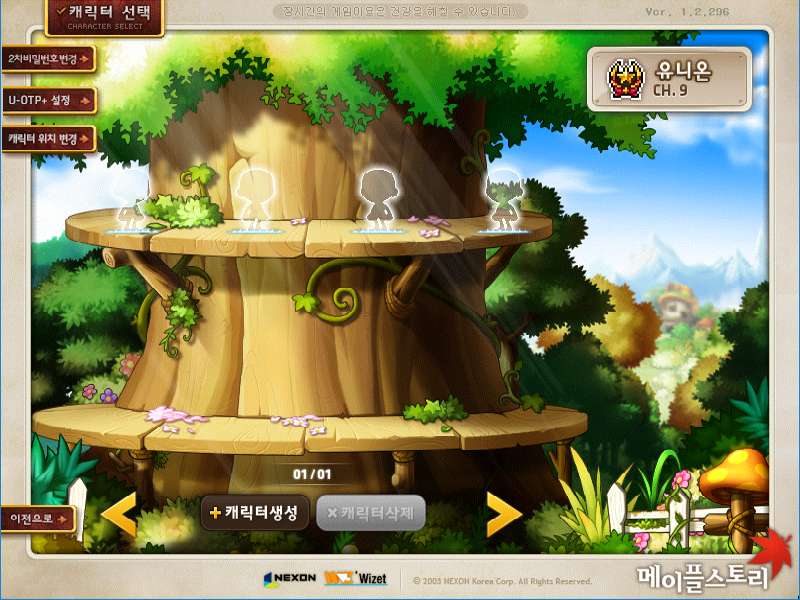 ✓캐릭터 선택
CHARACTER SELECT
장시간의 게임이용은 건강을 해칠 수 있습니다.
Ver. 1.2.296
2차비밀번호변경
U-OTP+ 설정
캐릭터 위치 변경
유니온
CH.9
01/01
이전으로
+캐릭터생성
×캐릭터삭제
NEXON
Wizet
© 2003 NEXON Korea Corp. All Rights Reserved.
메이플스토리